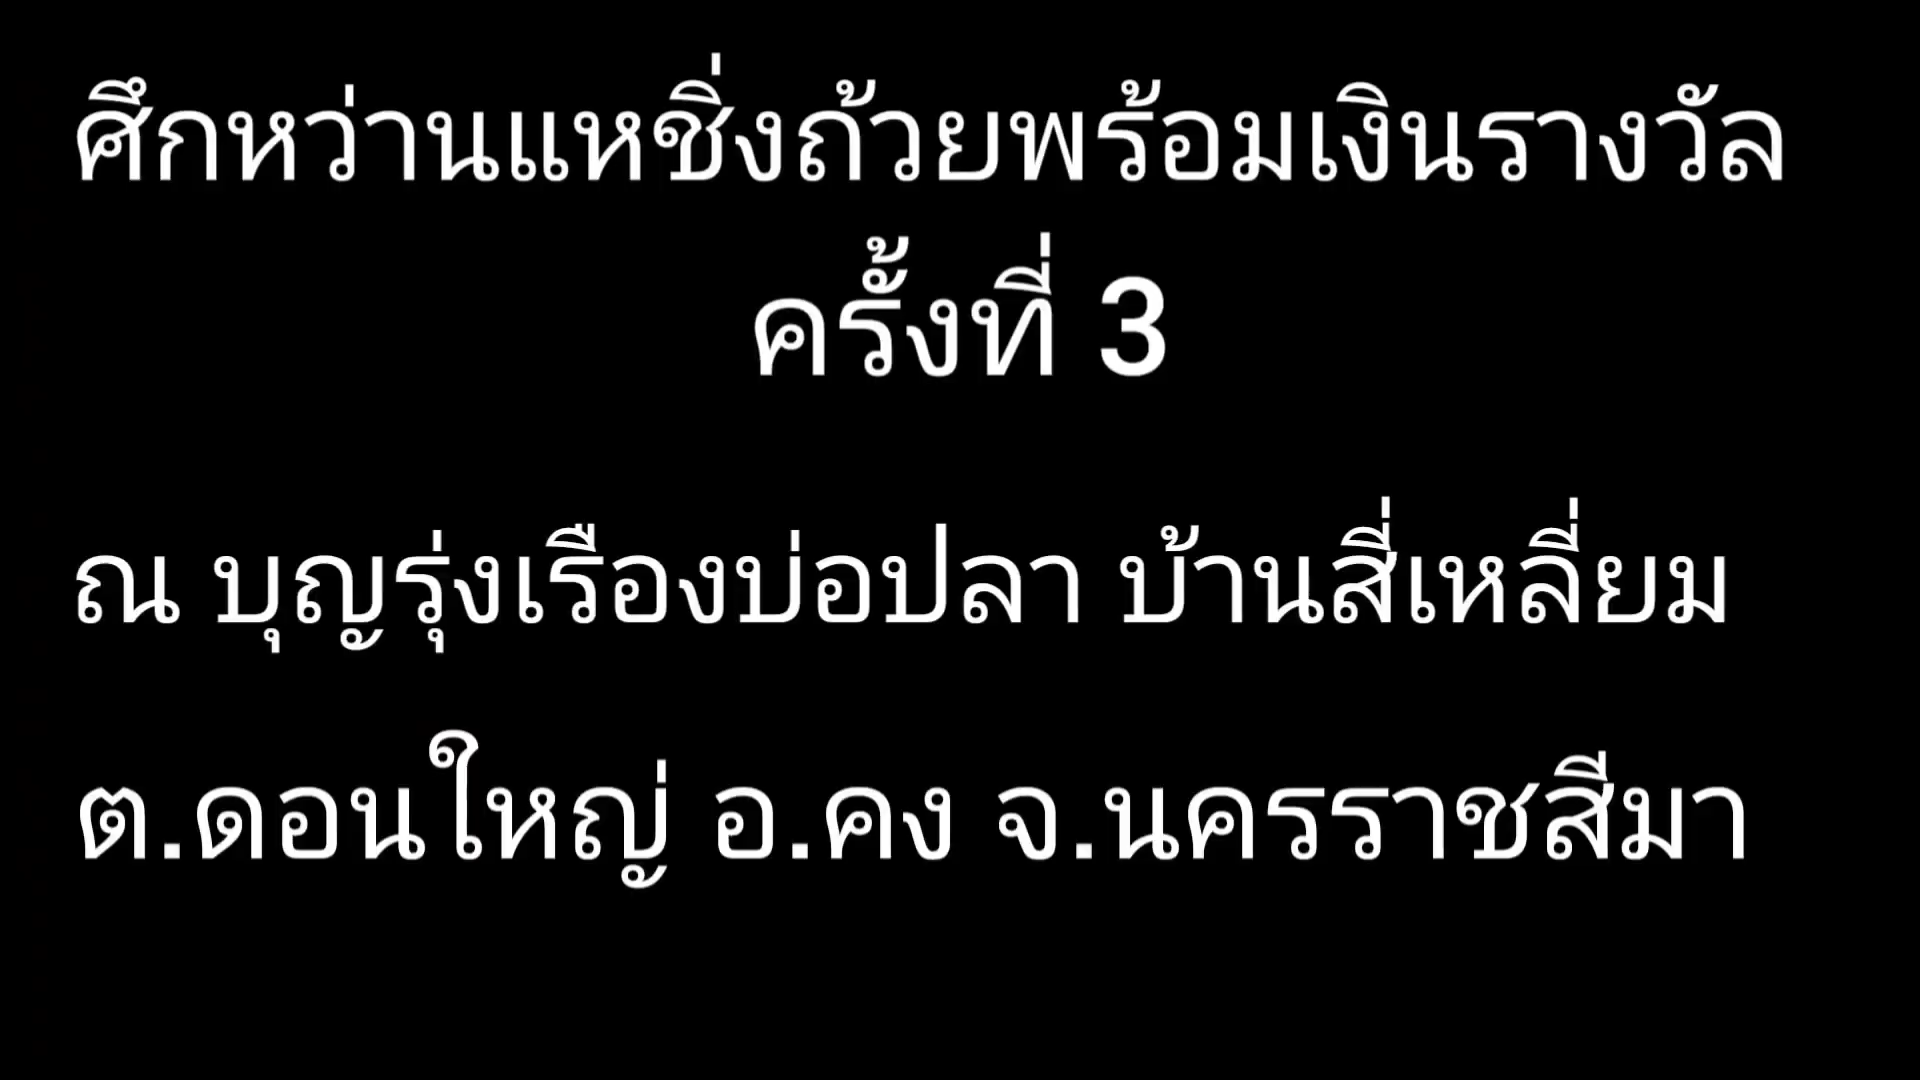 ศึกหว่านแหชิ่งถ้วยพร้อมเงินรางวัล
ครั้งที่ 3
ณ บุญรุ่งเรืองบ่อปลา บ้านสี่เหลี่ยม
ต.ดอนใหญ่ อ.คง จ.นครราชสีมา